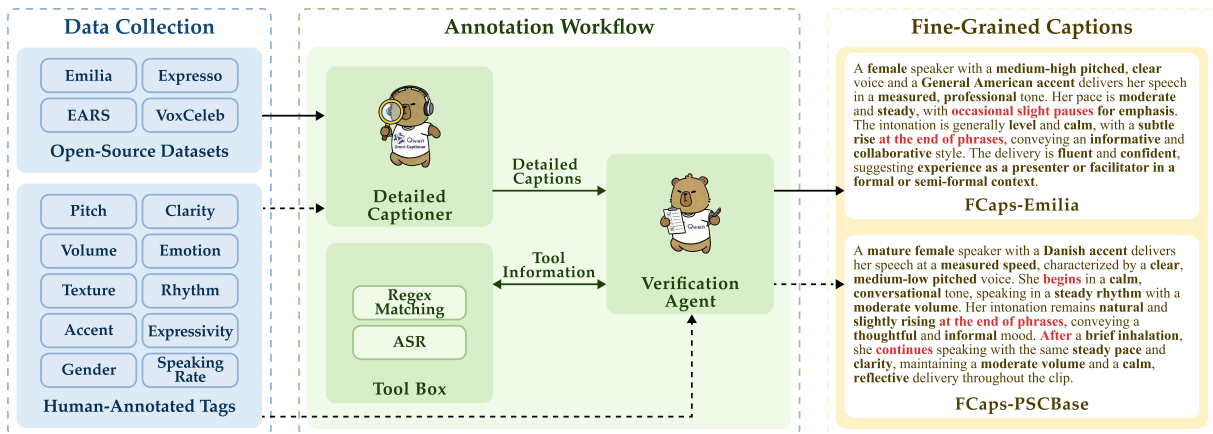 Data Collection
Emilia
Expresso
EARS
VoxCeleb
Open-Source Datasets
Pitch
Clarity
Volume
Emotion
Texture
Rhythm
Accent
Expressivity
Gender
Speaking
Rate
Human-Annotated Tags
Annotation Workflow
Qwen
Omni-Captioner
Detailed
Captioner
Detailed
Captions
Tool
Information
Regex
Matching
ASR
Tool Box
Qwen
Verification
Agent
Fine-Grained Captions
A female speaker with a medium-high pitched, clear
voice and a General American accent delivers her speech
in a measured, professional tone. Her pace is moderate
and steady, with occasional slight pauses for emphasis.
The intonation is generally level and calm, with a subtle
rise at the end of phrases, conveying an informative and
collaborative style. The delivery is fluent and confident,
suggesting experience as a presenter or facilitator in a
formal or semi-formal context.
FCaps-Emilia
A mature female speaker with a Danish accent delivers
her speech at a measured speed, characterized by a clear,
medium-low pitched voice. She begins in a calm,
conversational tone, speaking in a steady rhythm with a
moderate volume. Her intonation remains natural and
slightly rising at the end of phrases, conveying a
thoughtful and informal mood. After a brief inhalation,
she continues speaking with the same steady pace and
clarity, maintaining a moderate volume and a calm,
reflective delivery throughout the clip.
FCaps-PSCBase